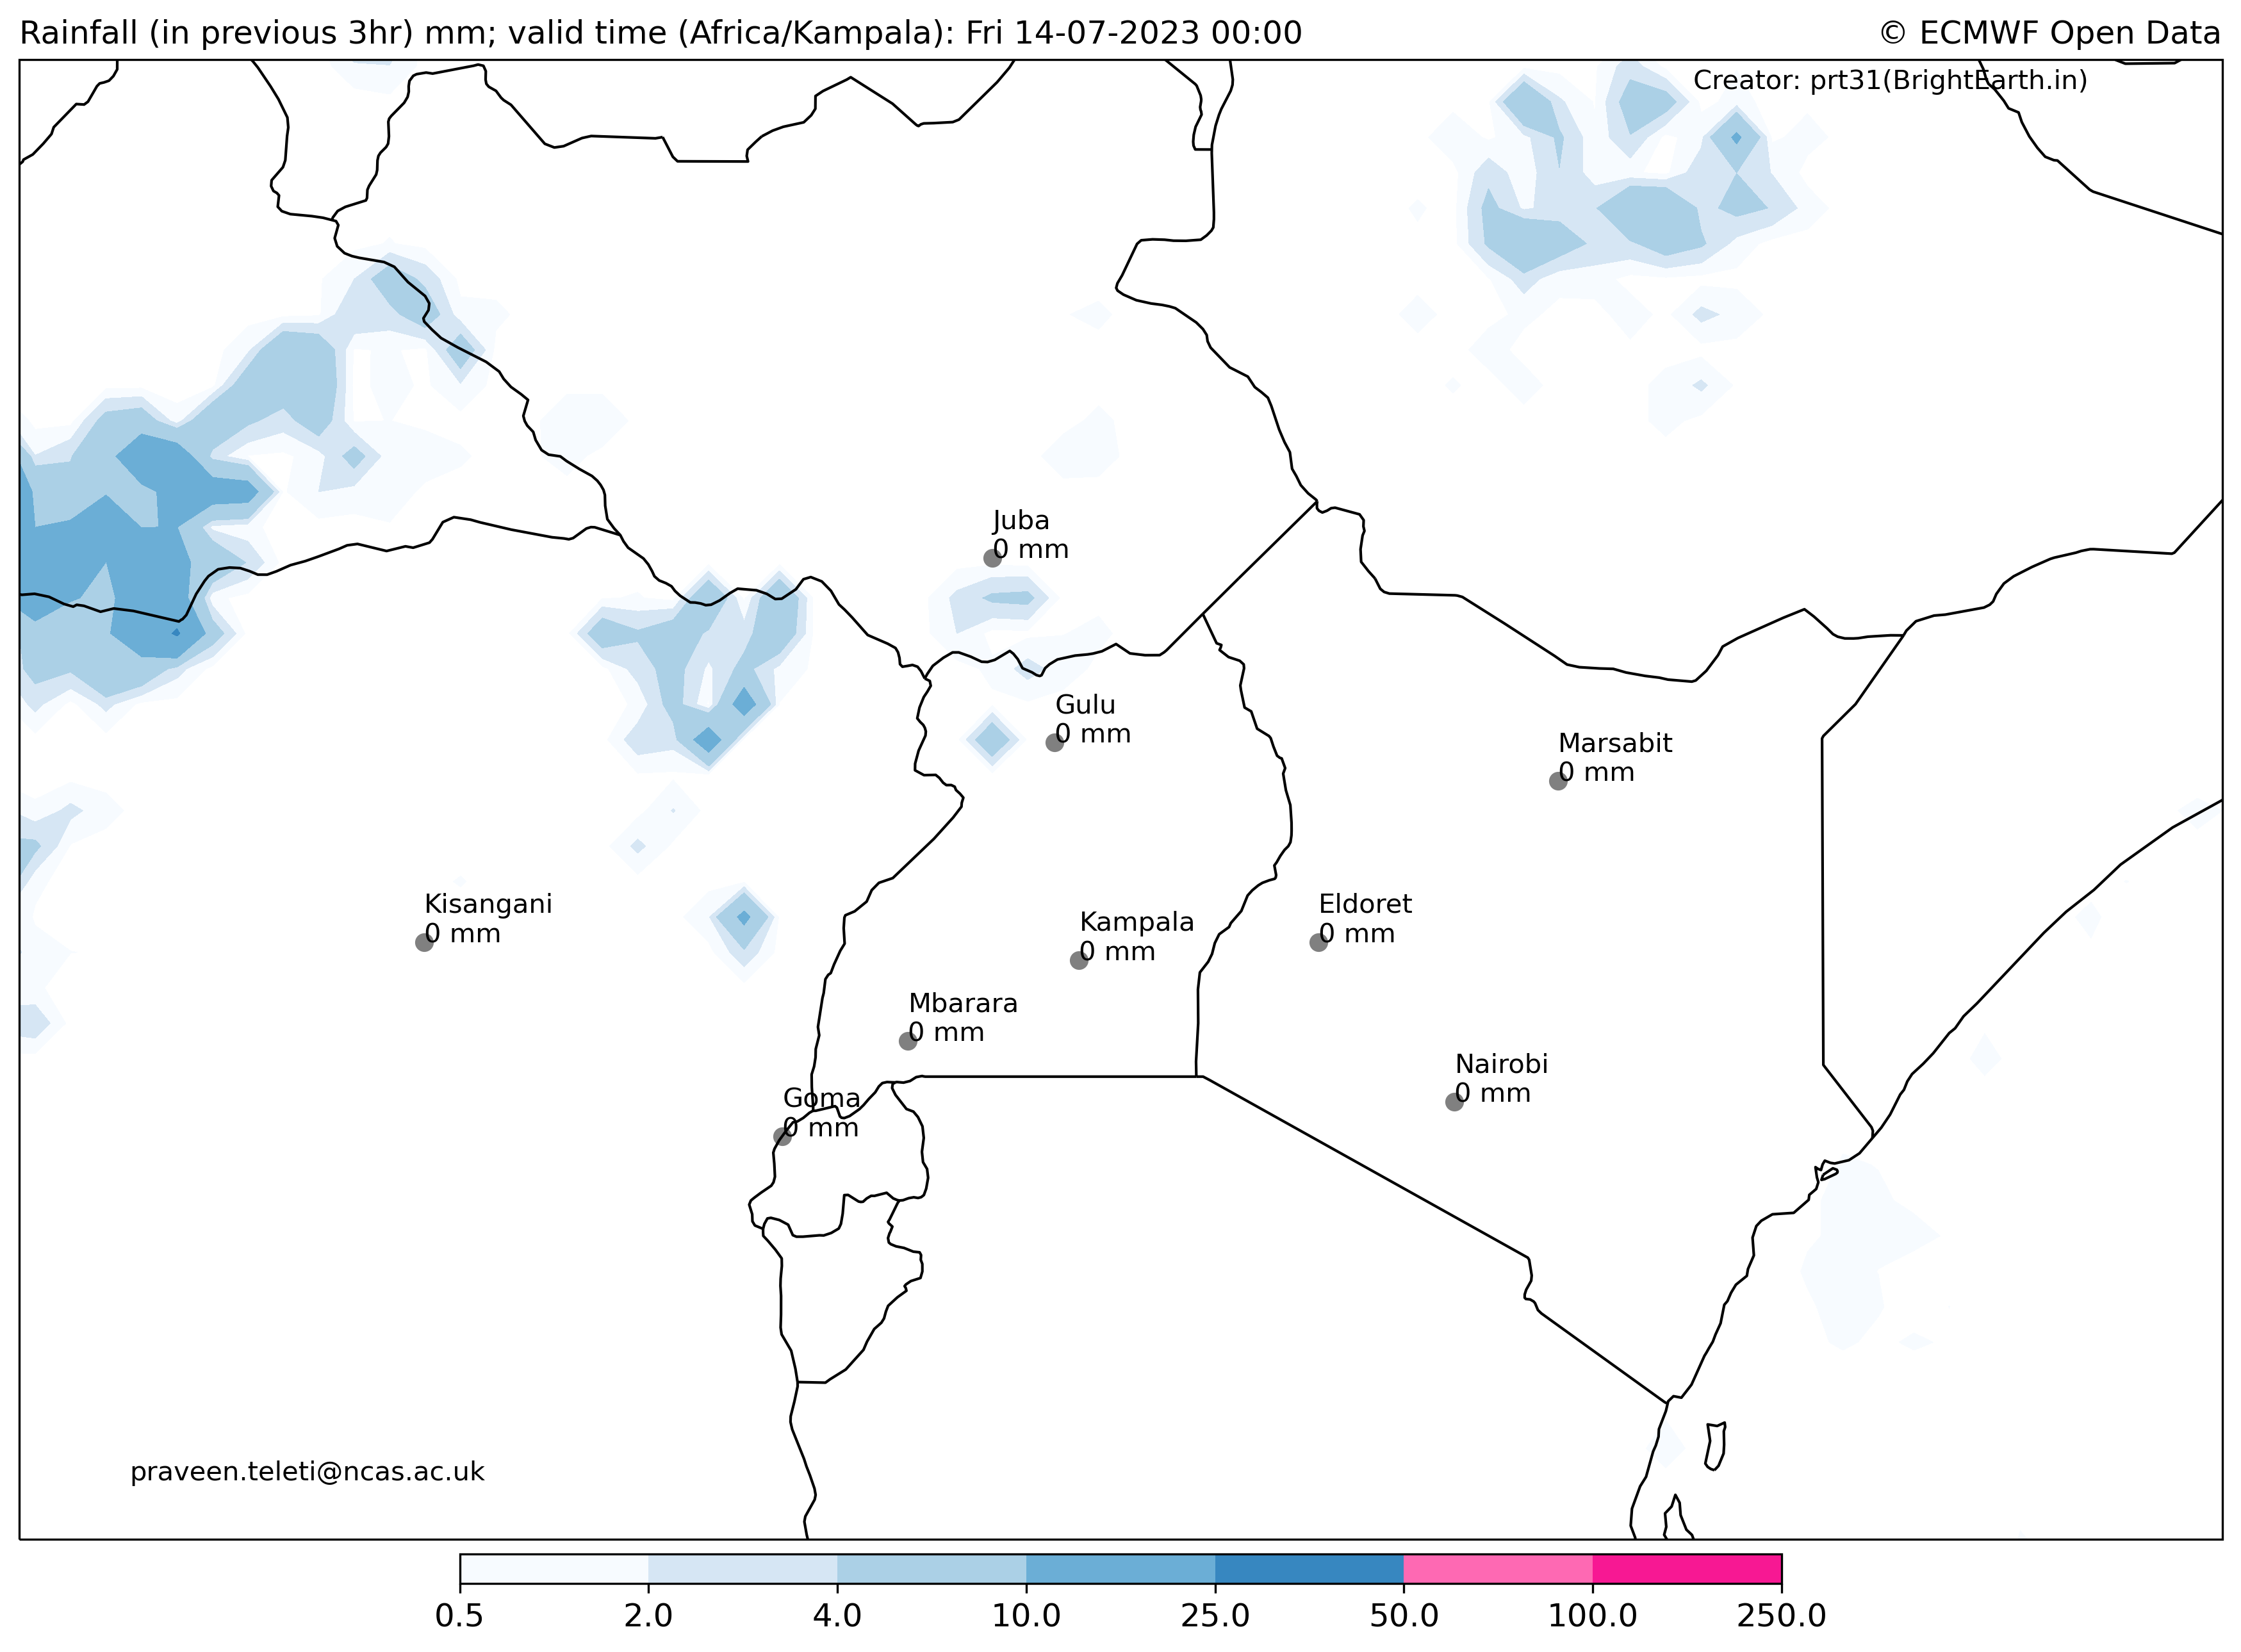 Rainfall (in previous 3hr) mm; valid time (Africa/Kampala): Fri 14-07-2023 00:00
© ECMWF Open Data
Creator: prt31(BrightEarth.in)
Juba
0 mm
Gulu
0 mm
Marsabit
0 mm
Kisangani
0 mm
Kampala
0 mm
Eldoret
0 mm
Mbarara
0 mm
Nairobi
0 mm
Goma
0 mm
praveen.teleti@ncas.ac.uk
0.5 2.0 4.0 10.0 25.0 50.0 100.0 250.0